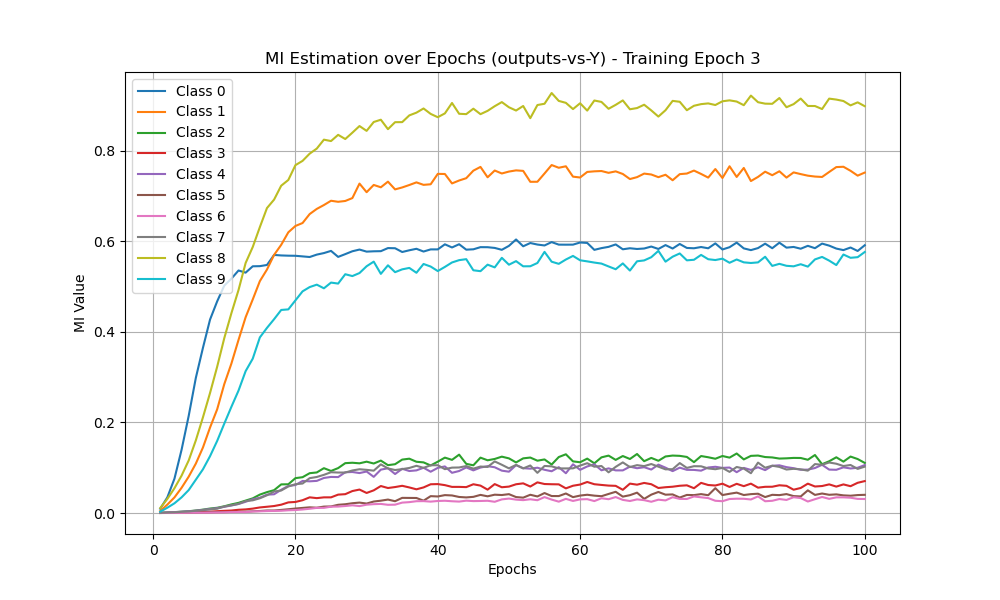 MI Estimation over Epochs (outputs-vs-Y) - Training Epoch 3
Class 0
Class 1
Class 2
Class 3
Class 4
Class 5
Class 6
Class 7
Class 8
Class 9
MI Value
0.8
0.6
0.4
0.2
0.0
0 20 40 60 80 100
Epochs